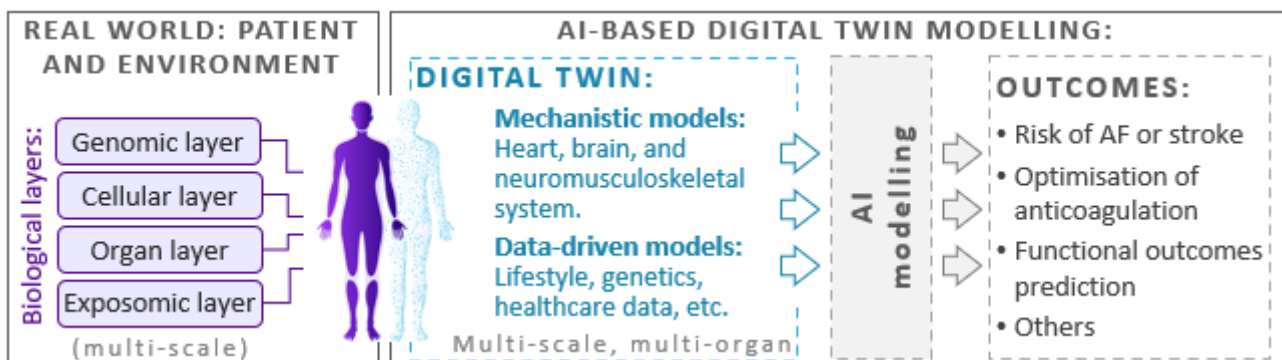 REAL WORLD: PATIENT
AND ENVIRONMENT
Biological layers:
Genomic layer
Cellular layer
Organ layer
Exposomic layer
(multi-scale)
AI-BASED DIGITAL TWIN MODELLING:
DIGITAL TWIN:
Mechanistic models:
Heart, brain, and
neuromusculoskeletal
system.
Data-driven models:
Lifestyle, genetics,
healthcare data, etc.
Multi-scale, multi-organ
AI
modelling
OUTCOMES:
• Risk of AF or stroke
• Optimisation of
anticoagulation
• Functional outcomes
prediction
• Others